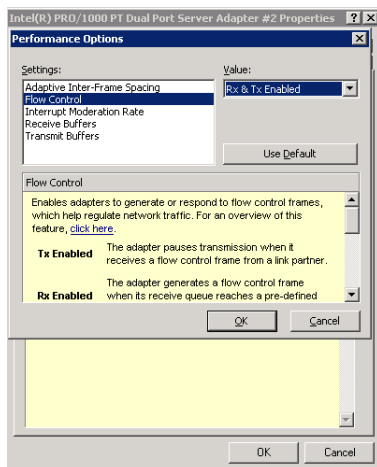 Intel(R) PRO/1000 PT Dual Port Server Adapter #2 Properties
Performance Options
Settings:
Value:
Adaptive Inter-Frame Spacing
Flow Control
Interrupt Moderation Rate
Receive Buffers
Transmit Buffers
Rx & Tx Enabled
Use Default
Flow Control
Enables adapters to generate or respond to flow control frames,
which help regulate network traffic. For an overview of this
feature, click here.
Tx Enabled The adapter pauses transmission when it
receives a flow control frame from a link partner.
Rx Enabled The adapter generates a flow control frame
when its receive queue reaches a pre-defined
OK
Cancel
OK
Cancel